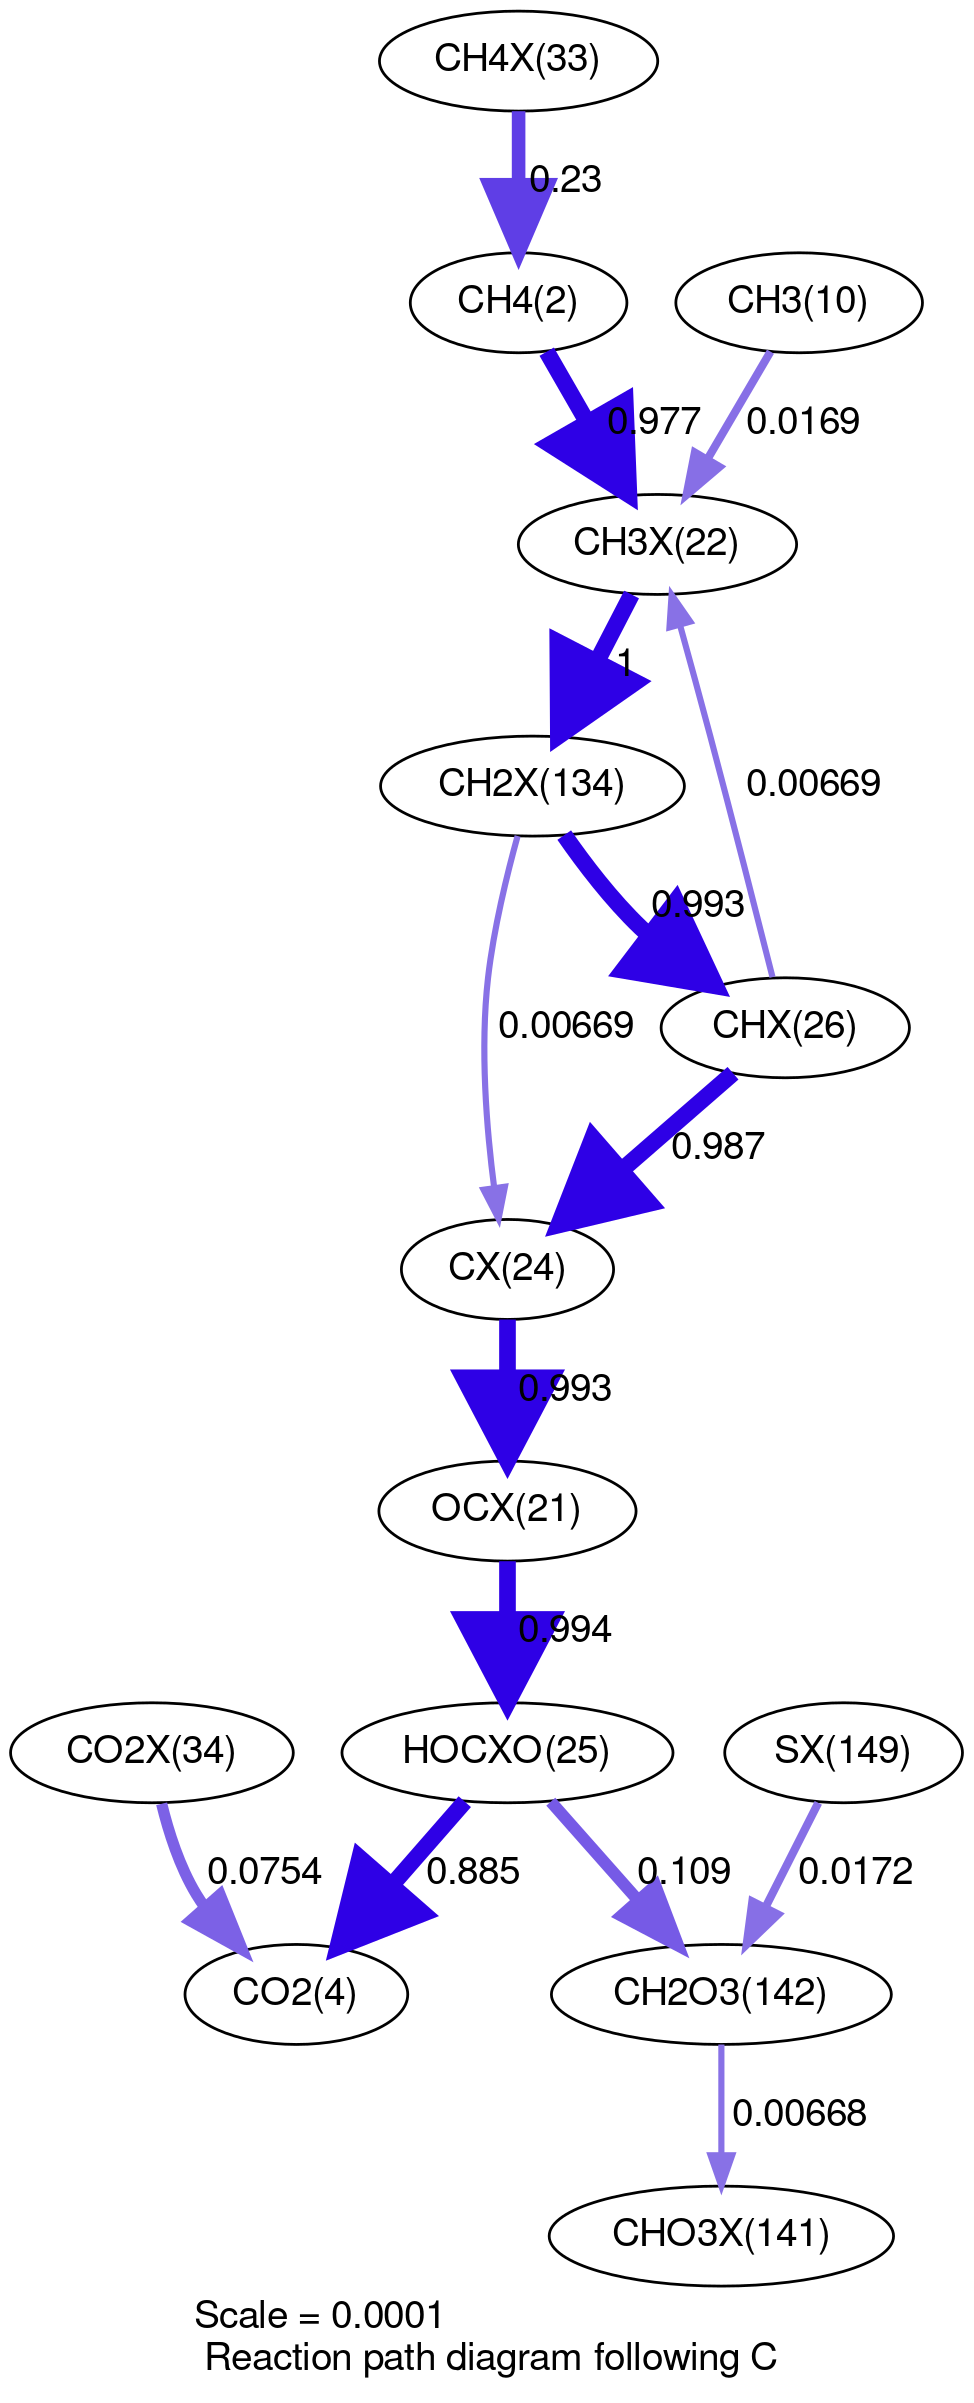 CH4X(33)
0.23
CH4(2)
CH3(10)
0.977
0.0169
CH3X(22)
1
0.00669
CH2X(134)
0.993
0.00669
CHX(26)
0.987
CX(24)
0.993
OCX(21)
0.994
CO2X(34)
HOCXO(25)
SX(149)
0.0754
0.885
0.109
0.0172
CO2(4)
CH2O3(142)
0.00668
CHO3X(141)
Scale = 0.0001
Reaction path diagram following C